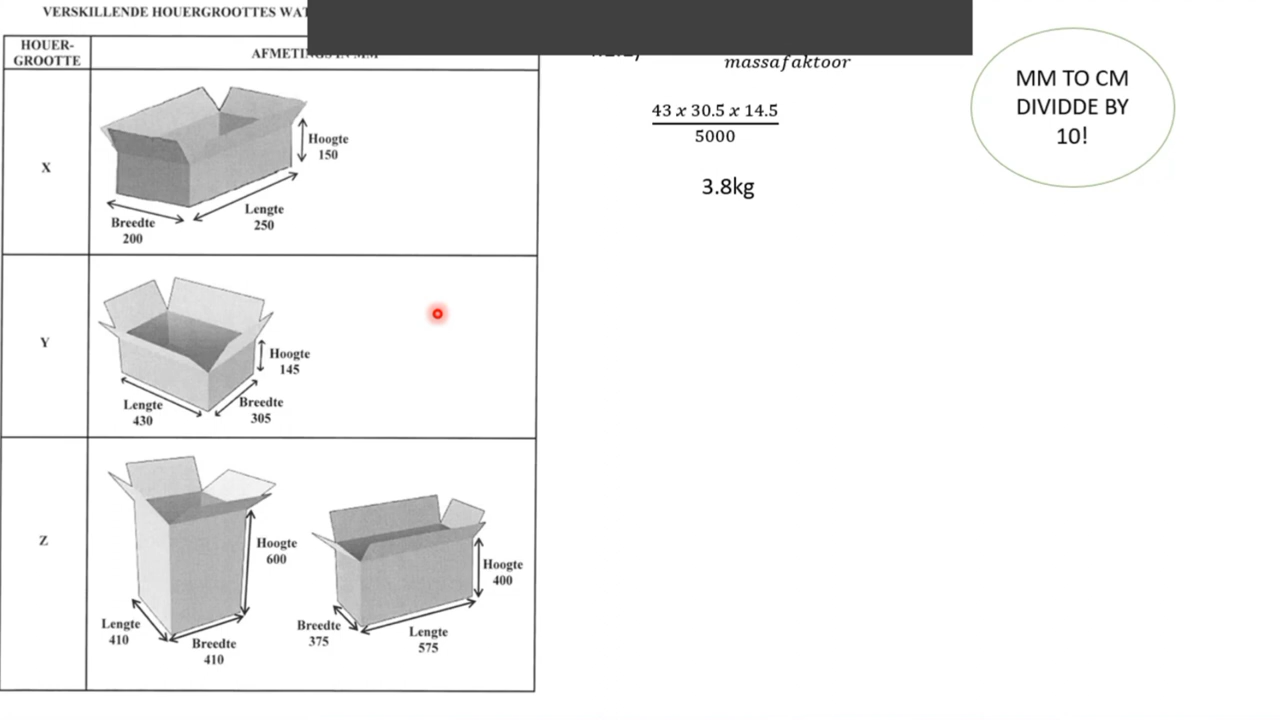 VERSKILLENDE HOUERGROOTTES
HOUER-
GROOTTE
AFMETINGS IN MM
X
Hoogte
150
Lengte
250
Breedte
200
Y
Hoogte
145
Lengte
430
Breedte
305
Z
Hoogte
600
Lengte
410
Breedte
410
Hoogte
400
Breedte
375
Lengte
575
massafaktoor
43 x 30.5 x 14.5
5000
3.8kg
MM TO CM
DIVIDDE BY
10!